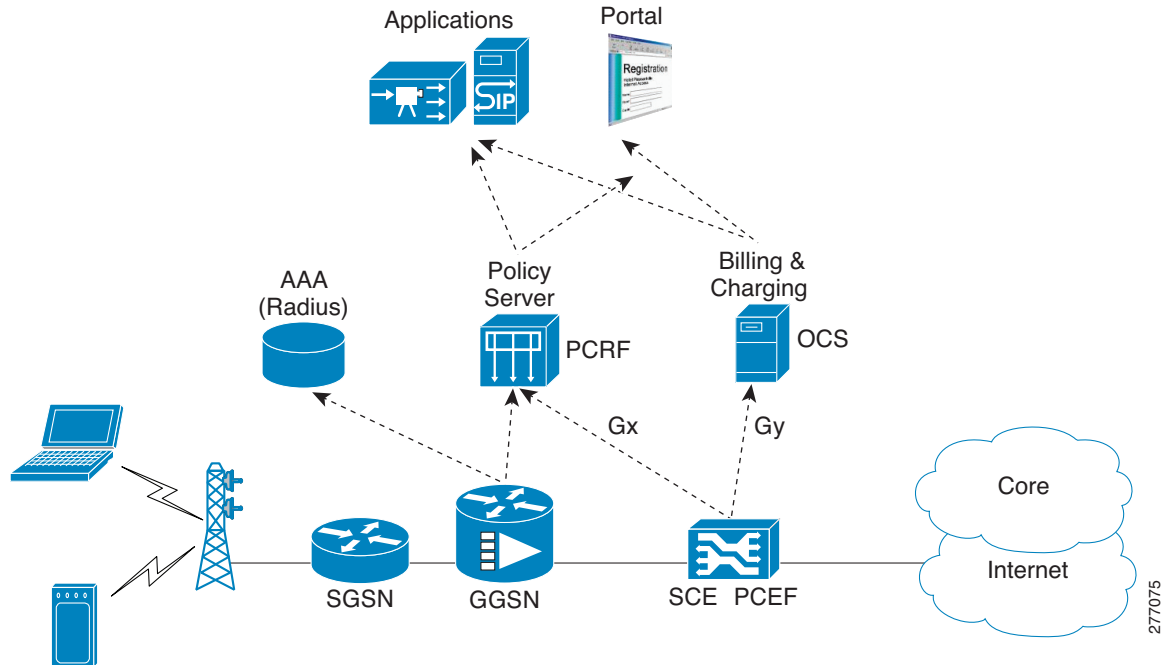 Applications
Portal
Registration
SIP
AAA
(Radius)
Policy
Server
PCRF
Billing &
Charging
OCS
Gx
Gy
Core
Internet
SGSN
GGSN
SCE PCEF
277075